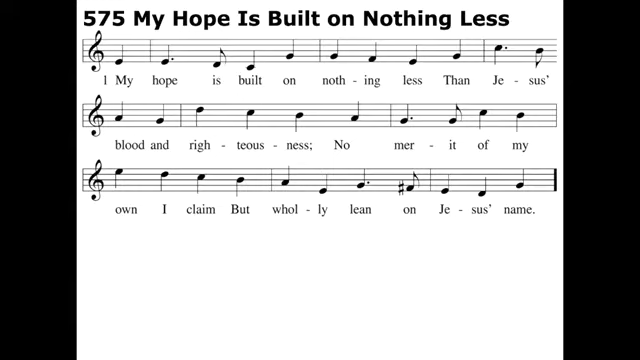 575 My Hope Is Built on Nothing Less
1 My hope is built on noth - ing less Than Je - sus'
blood and righ - teous - ness; No mer - it of my
own I claim But whol - ly lean on Je - sus' name.